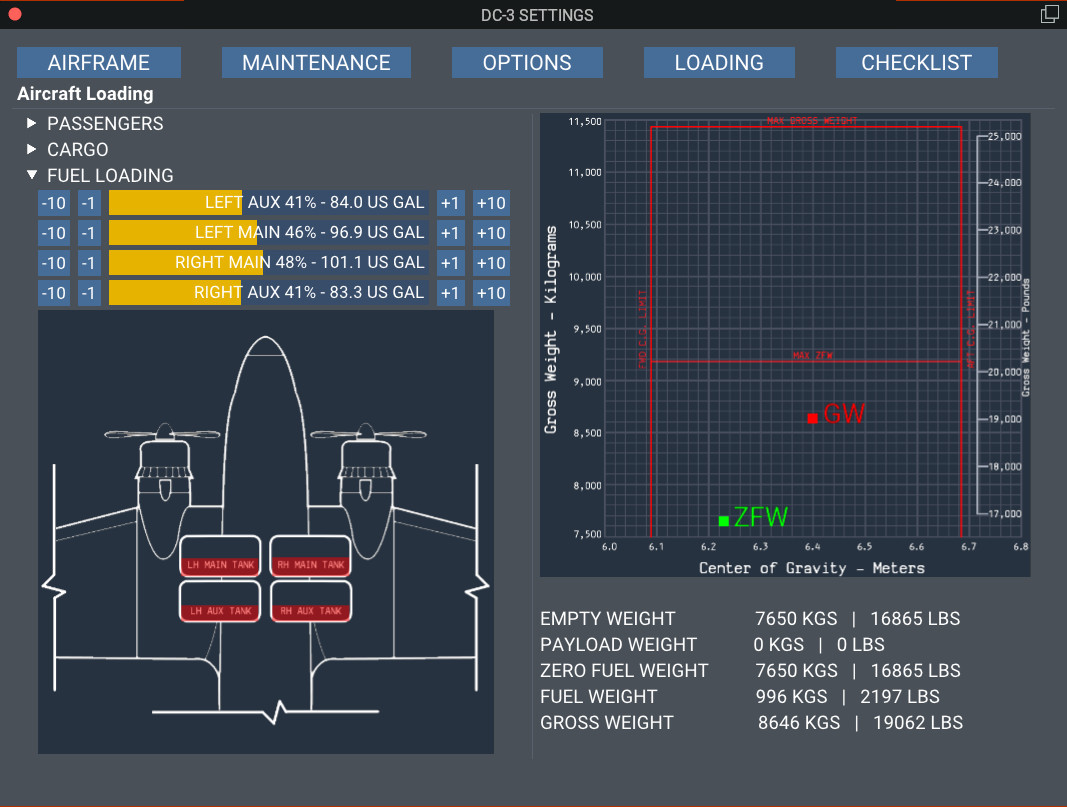 DC-3 SETTINGS
AIRFRAME
MAINTENANCE
OPTIONS
LOADING
CHECKLIST
Aircraft Loading
PASSENGERS
CARGO
FUEL LOADING
-10 -1 LEFT AUX 41% - 84.0 US GAL +1 +10
-10 -1 LEFT MAIN 46% - 96.9 US GAL +1 +10
-10 -1 RIGHT MAIN 48% - 101.1 US GAL +1 +10
-10 -1 RIGHT AUX 41% - 83.3 US GAL +1 +10
LH MAIN TANK
RH MAIN TANK
LH AUX TANK
RH AUX TANK
Gross Weight - Kilograms
11,500
11,000
10,500
10,000
9,500
9,000
8,500
8,000
7,500
MAX GROSS WEIGHT
FWD C.G. LIMIT
MAX ZFW
AFT C.G. LIMIT
GW
ZFW
25,000
24,000
23,000
22,000
21,000
20,000
19,000
18,000
17,000
Gross Weight - Pounds
6.0 6.1 6.2 6.3 6.4 6.5 6.6 6.7 6.8
Center of Gravity - Meters
EMPTY WEIGHT 7650 KGS | 16865 LBS
PAYLOAD WEIGHT 0 KGS | 0 LBS
ZERO FUEL WEIGHT 7650 KGS | 16865 LBS
FUEL WEIGHT 996 KGS | 2197 LBS
GROSS WEIGHT 8646 KGS | 19062 LBS